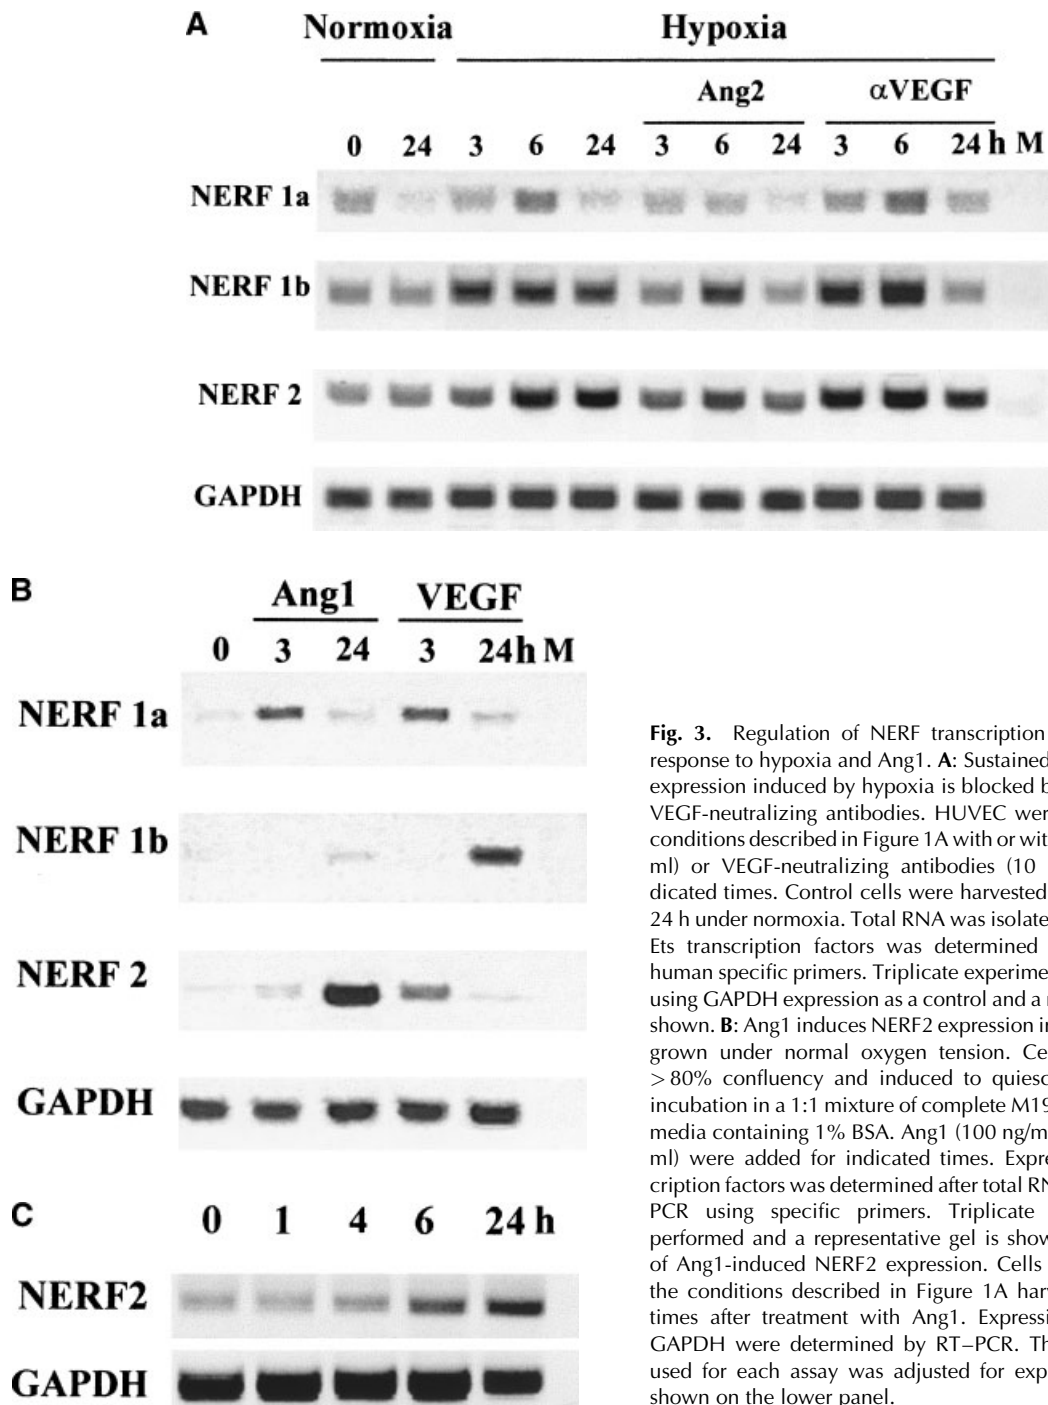 A
Normoxia Hypoxia
Ang2 αVEGF
0 24 3 6 24 3 6 24 3 6 24 h M
NERF 1a
NERF 1b
NERF 2
GAPDH
B
Ang1 VEGF
0 3 24 3 24 h M
NERF 1a
NERF 1b
NERF 2
GAPDH
C
0 1 4 6 24 h
NERF2
GAPDH
Fig. 3. Regulation of NERF transcription
response to hypoxia and Ang1. A: Sustained
expression induced by hypoxia is blocked b
VEGF-neutralizing antibodies. HUVEC wer
conditions described in Figure 1A with or wit
ml) or VEGF-neutralizing antibodies (10
dicated times. Control cells were harvested
24 h under normoxia. Total RNA was isolate
Ets transcription factors was determined
human specific primers. Triplicate experime
using GAPDH expression as a control and a r
shown. B: Ang1 induces NERF2 expression in
grown under normal oxygen tension. Ce
>80% confluency and induced to quiesc
incubation in a 1:1 mixture of complete M19
media containing 1% BSA. Ang1 (100 ng/m
ml) were added for indicated times. Expre
cription factors was determined after total RN
PCR using specific primers. Triplicate
performed and a representative gel is show
of Ang1-induced NERF2 expression. Cells
the conditions described in Figure 1A har
times after treatment with Ang1. Expressi
GAPDH were determined by RT–PCR. Th
used for each assay was adjusted for exp
shown on the lower panel.